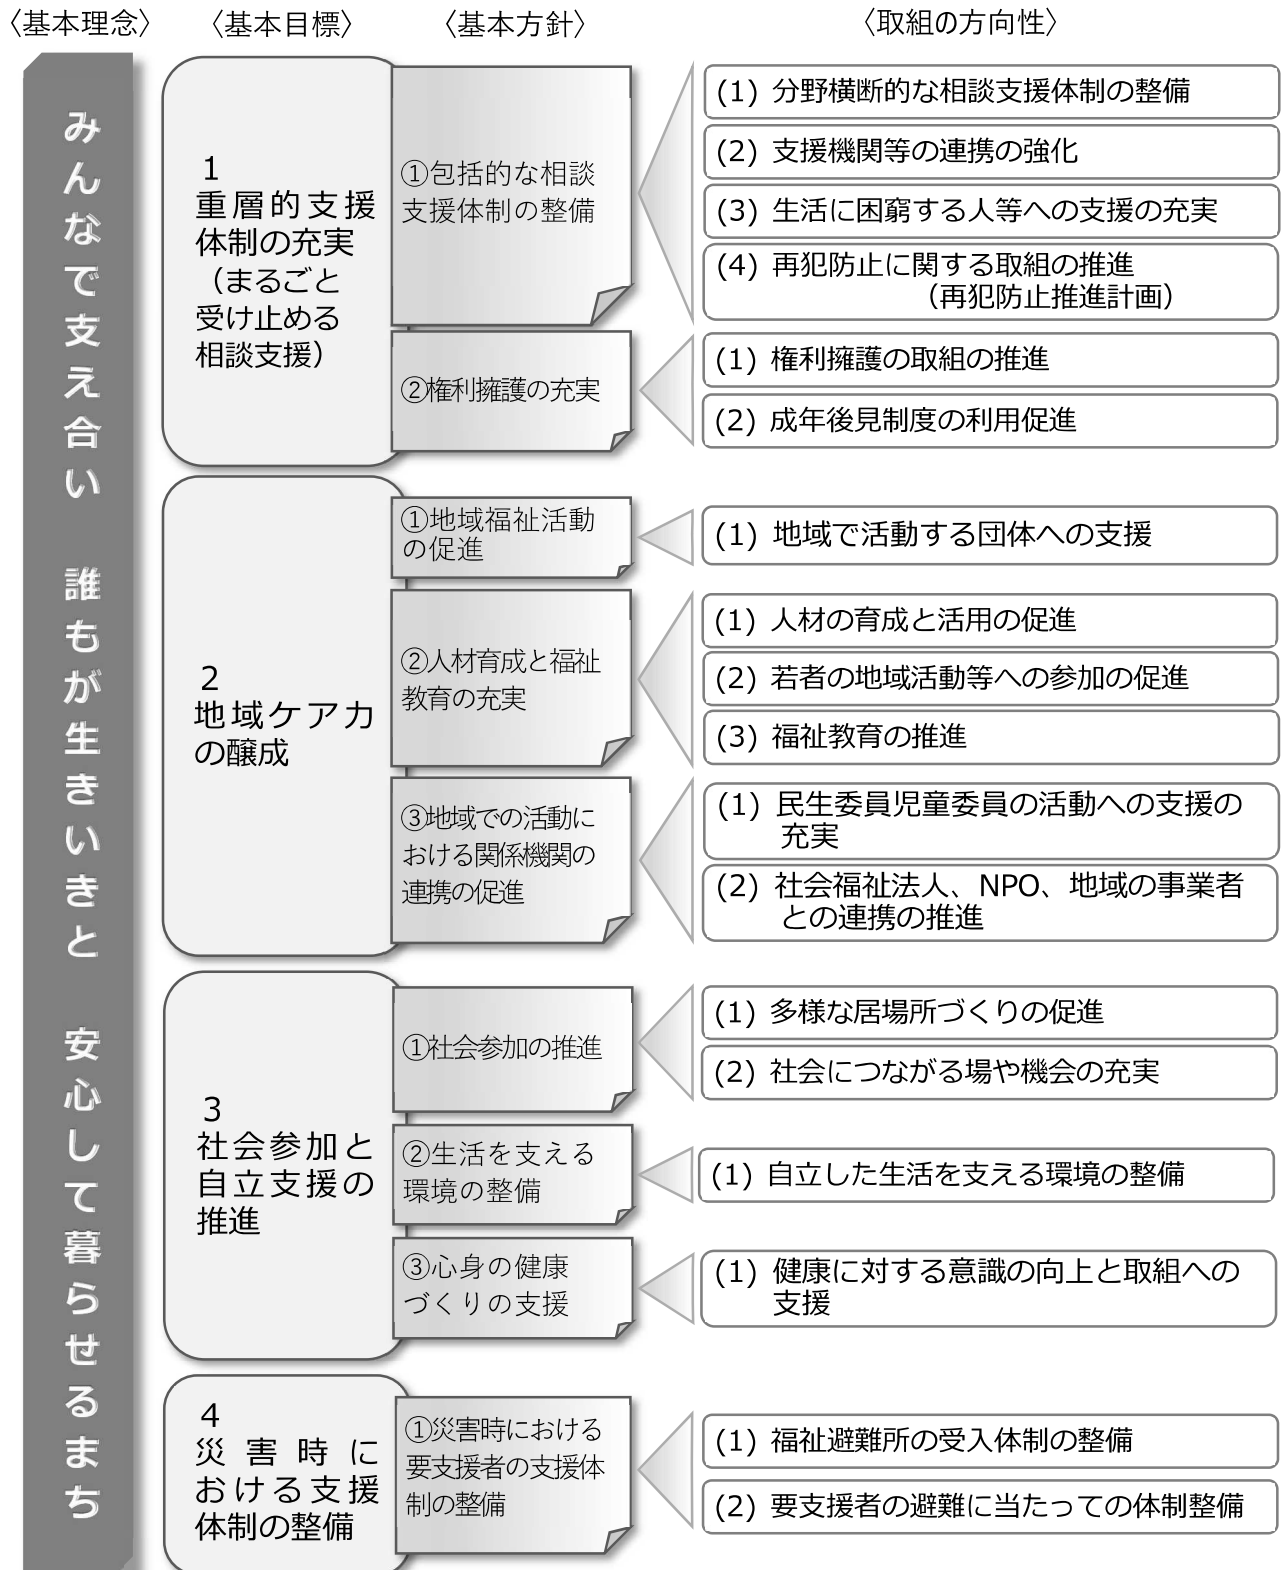 〈基本理念〉
〈基本目標〉
〈基本方針〉
〈取組の方向性〉
みんなで支え合い　誰もが生きいきと　安心して暮らせるまち
1
重層的支援
体制の充実
（まるごと
受け止める
相談支援）
①包括的な相談
支援体制の整備
(1) 分野横断的な相談支援体制の整備
(2) 支援機関等の連携の強化
(3) 生活に困窮する人等への支援の充実
(4) 再犯防止に関する取組の推進
（再犯防止推進計画）
②権利擁護の充実
(1) 権利擁護の取組の推進
(2) 成年後見制度の利用促進
2
地域ケア力
の醸成
①地域福祉活動
の促進
(1) 地域で活動する団体への支援
②人材育成と福祉
教育の充実
(1) 人材の育成と活用の促進
(2) 若者の地域活動等への参加の促進
(3) 福祉教育の推進
③地域での活動に
おける関係機関の
連携の促進
(1) 民生委員児童委員の活動への支援の
充実
(2) 社会福祉法人、NPO、地域の事業者
との連携の推進
3
社会参加と
自立支援の
推進
①社会参加の推進
(1) 多様な居場所づくりの促進
(2) 社会につながる場や機会の充実
②生活を支える
環境の整備
(1) 自立した生活を支える環境の整備
③心身の健康
づくりの支援
(1) 健康に対する意識の向上と取組への
支援
4
災害時に
おける支援
体制の整備
①災害時における
要支援者の支援体
制の整備
(1) 福祉避難所の受入体制の整備
(2) 要支援者の避難に当たっての体制整備